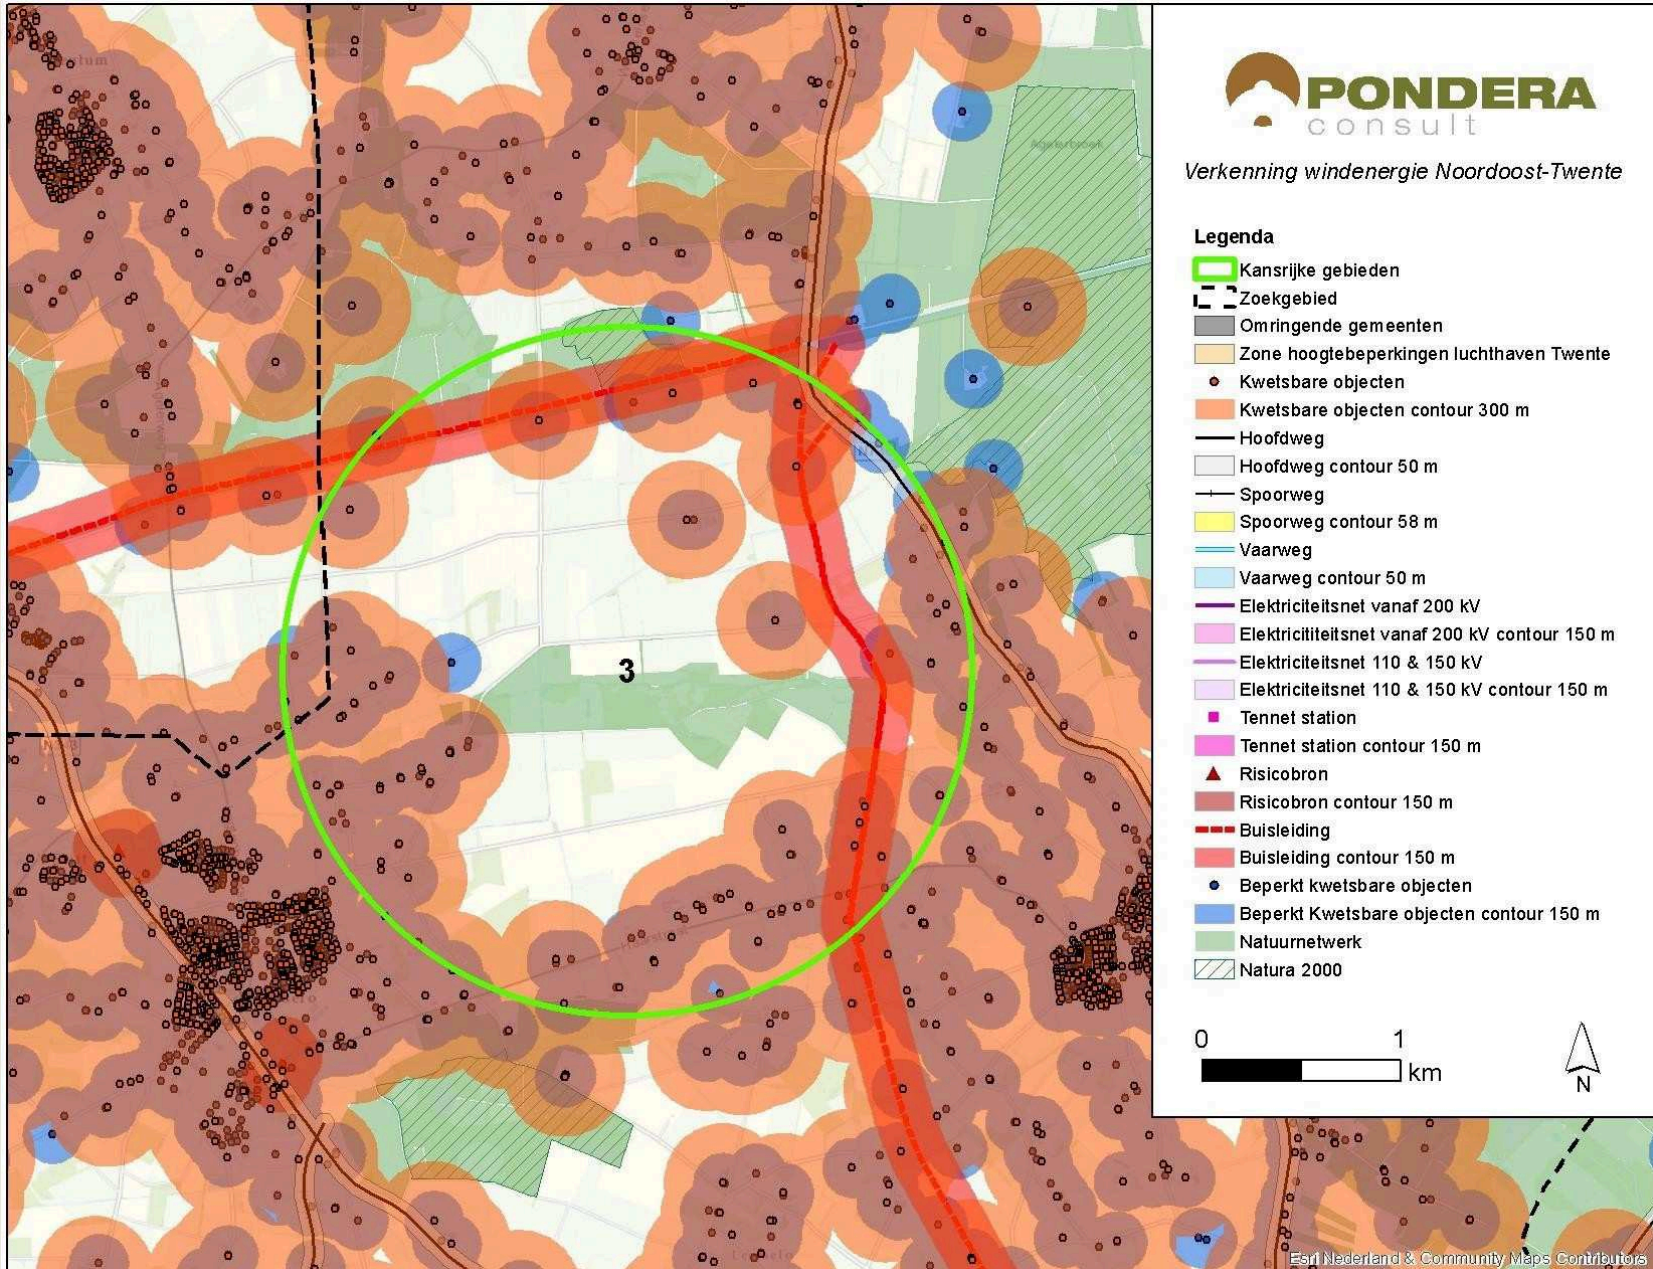 PONDERA
consult
Verkenning windenergie Noordoost-Twente
Legenda
Kansrijke gebieden
Zoekgebied
Omringende gemeenten
Zone hoogtebeperkingen luchthaven Twente
Kwetsbare objecten
Kwetsbare objecten contour 300 m
Hoofdweg
Hoofdweg contour 50 m
Spoorweg
Spoorweg contour 58 m
Vaarweg
Vaarweg contour 50 m
Elektriciteitsnet vanaf 200 kV
Elektricititeitsnet vanaf 200 kV contour 150 m
Elektriciteitsnet 110 & 150 kV
Elektriciteitsnet 110 & 150 kV contour 150 m
Tennet station
Tennet station contour 150 m
Risicobron
Risicobron contour 150 m
Buisleiding
Buisleiding contour 150 m
Beperkt kwetsbare objecten
Beperkt Kwetsbare objecten contour 150 m
Natuurnetwerk
Natura 2000
0 1
km
N
3
Agelerbroek
Esri Nederland & Community Maps Contributors